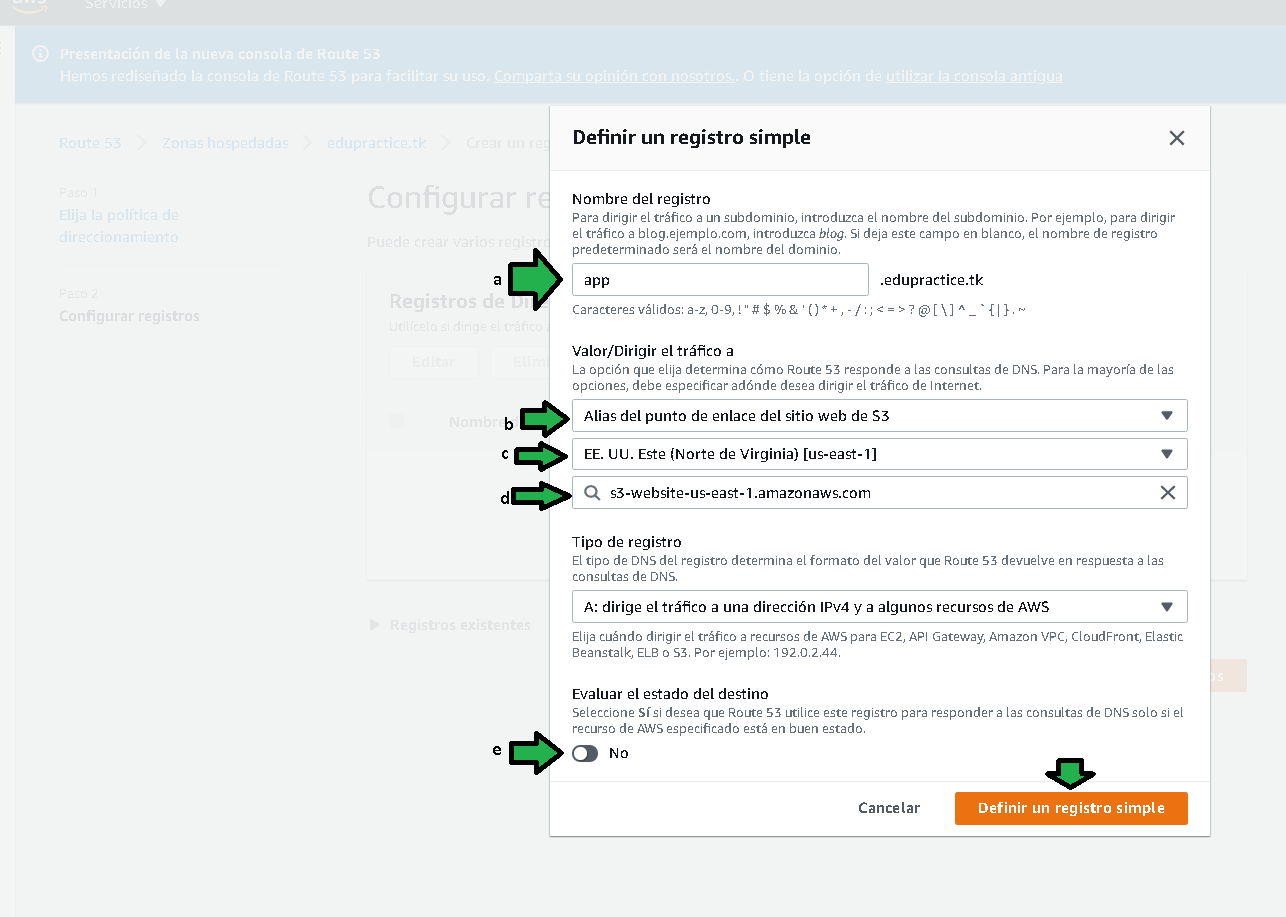 aws
Servicios
Presentación de la nueva consola de Route 53
Hemos rediseñado la consola de Route 53 para facilitar su uso. Comparta su opinión con nosotros.. O tiene la opción de utilizar la consola antigua
Route 53
Zonas hospedadas
edupractice.tk
Crear un reg
Paso 1
Elija la política de
direccionamiento
Paso 2
Configurar registros
Configurar re
Puede crear varios registro
Registros de Dire
Utilícelo si dirige el tráfico a
Editar
Elimi
Nombre
Registros existentes
Definir un registro simple
Nombre del registro
Para dirigir el tráfico a un subdominio, introduzca el nombre del subdominio. Por ejemplo, para dirigir
el tráfico a blog.ejemplo.com, introduzca blog. Si deja este campo en blanco, el nombre de registro
predeterminado será el nombre del dominio.
a
app .edupractice.tk
Caracteres válidos: a-z, 0-9, ! " # $ % & ' ( ) * + , - / : ; < = > ? @ [ \ ] ^ _ ` { | } . ~
Valor/Dirigir el tráfico a
La opción que elija determina cómo Route 53 responde a las consultas de DNS. Para la mayoría de las
opciones, debe especificar adónde desea dirigir el tráfico de Internet.
b
Alias del punto de enlace del sitio web de S3
c
EE. UU. Este (Norte de Virginia) [us-east-1]
d
s3-website-us-east-1.amazonaws.com
Tipo de registro
El tipo de DNS del registro determina el formato del valor que Route 53 devuelve en respuesta a las
consultas de DNS.
A: dirige el tráfico a una dirección IPv4 y a algunos recursos de AWS
Elija cuándo dirigir el tráfico a recursos de AWS para EC2, API Gateway, Amazon VPC, CloudFront, Elastic
Beanstalk, ELB o S3. Por ejemplo: 192.0.2.44.
Evaluar el estado del destino
Seleccione Sí si desea que Route 53 utilice este registro para responder a las consultas de DNS solo si el
recurso de AWS especificado está en buen estado.
e
No
os
Cancelar
Definir un registro simple